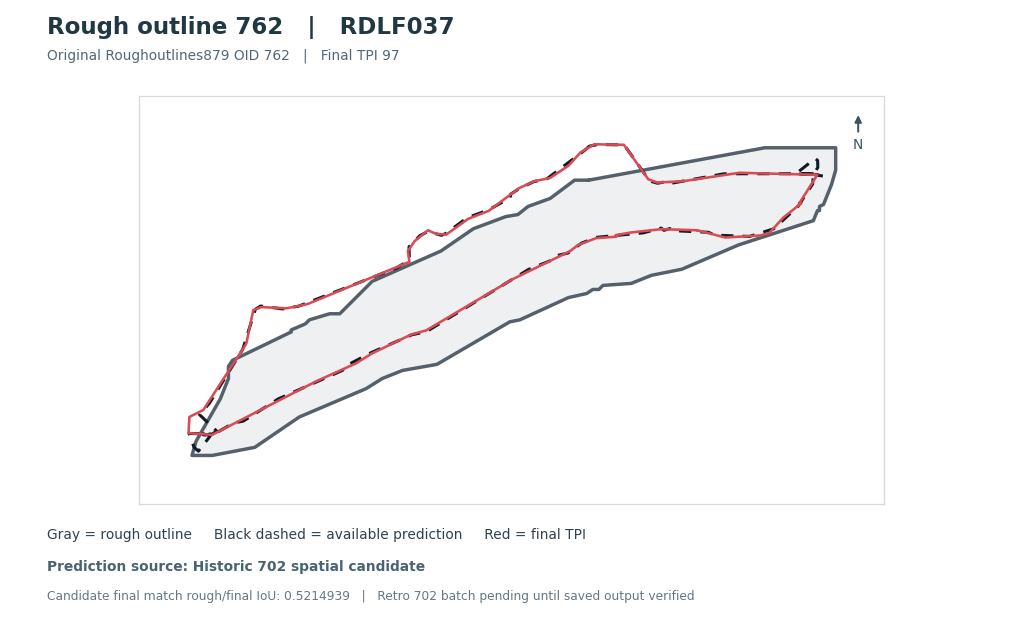 Rough outline 762   |   RDLF037
Original Roughoutlines879 OID 762   |   Final TPI 97
N
Gray = rough outline     Black dashed = available prediction     Red = final TPI
Prediction source: Historic 702 spatial candidate
Candidate final match rough/final IoU: 0.5214939   |   Retro 702 batch pending until saved output verified